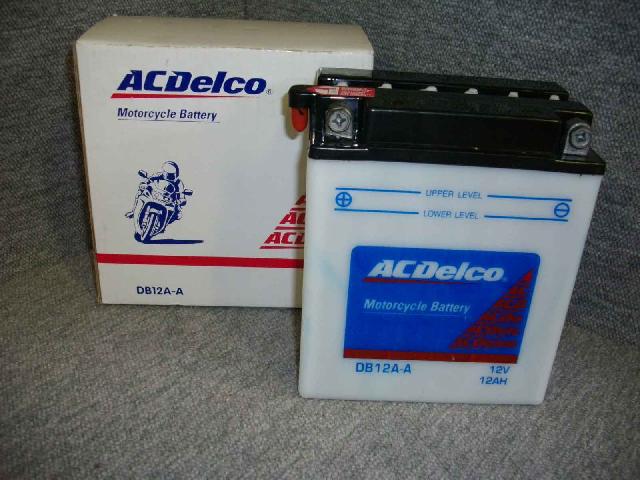 ACDelco®
Motorcycle Battery
DB12A-A
UPPER LEVEL
LOWER LEVEL
ACDelco®
Motorcycle Battery
DB12A-A
12V
12AH